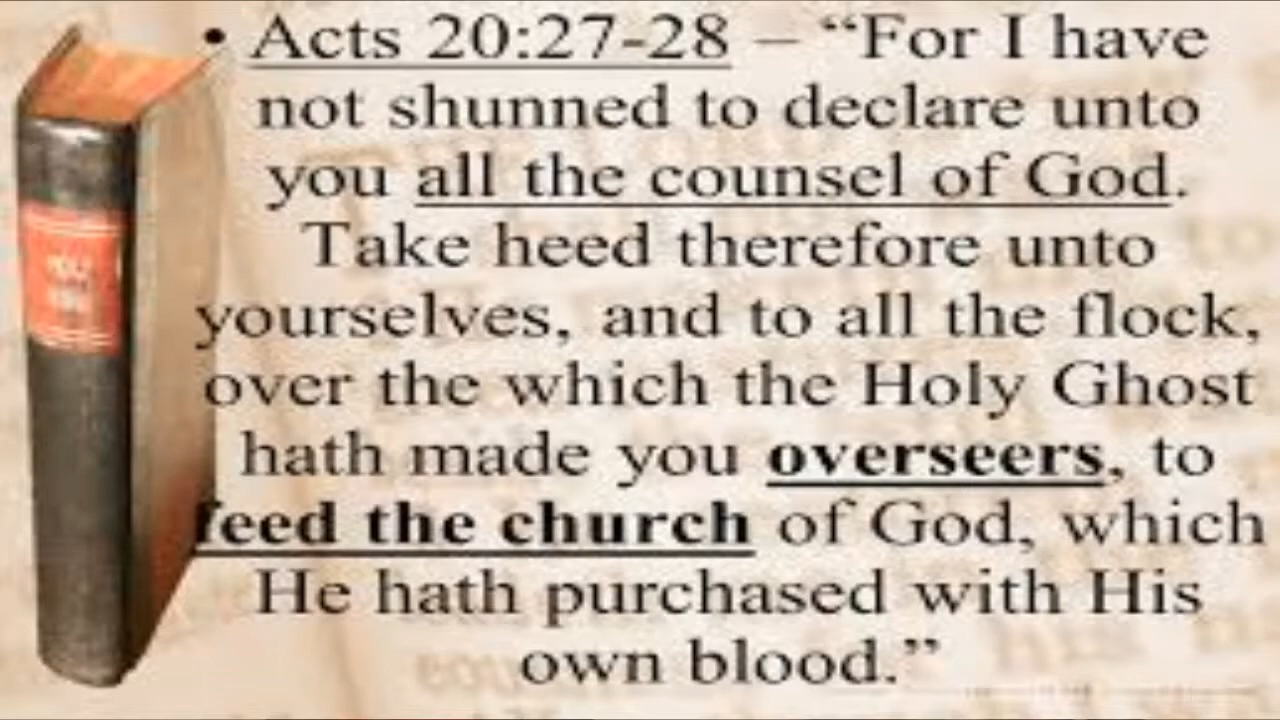 • Acts 20:27-28 – “For I have
not shunned to declare unto
you all the counsel of God.
Take heed therefore unto
yourselves, and to all the flock,
over the which the Holy Ghost
hath made you overseers, to
feed the church of God, which
He hath purchased with His
own blood.”